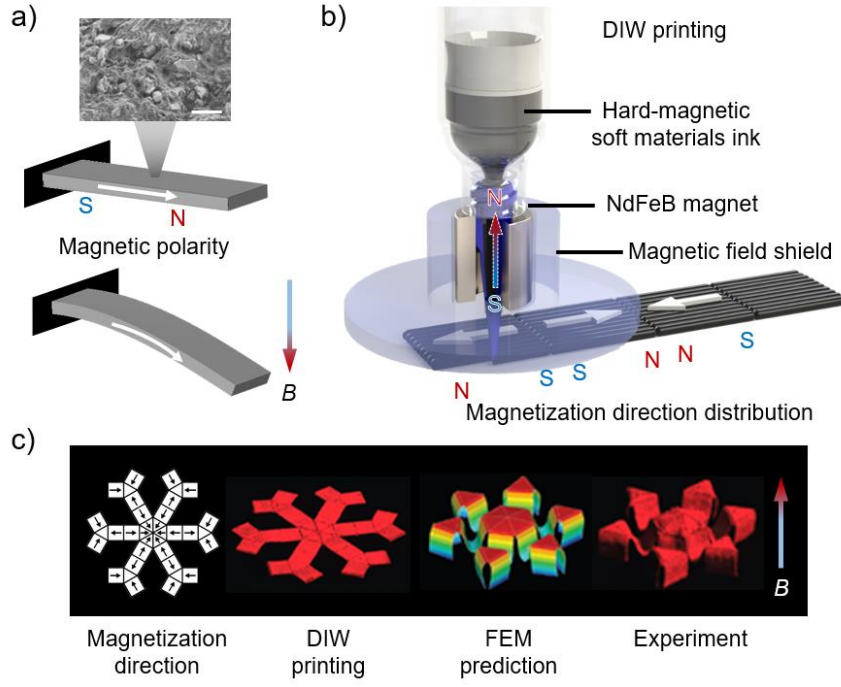 a)
S
N
Magnetic polarity
B
b)
DIW printing
Hard-magnetic
soft materials ink
NdFeB magnet
Magnetic field shield
N
S
N
S
S
N
N
S
Magnetization direction distribution
c)
B
Magnetization
direction
DIW
printing
FEM
prediction
Experiment